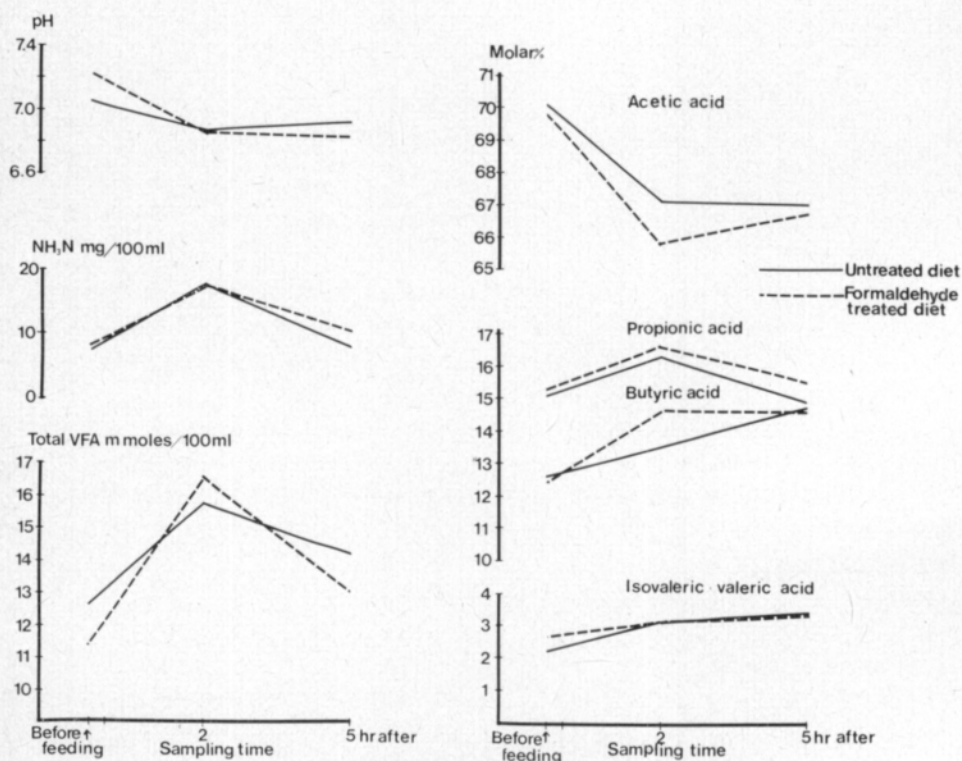 pH
7.4
7.0
6.6
NH₃N mg/100ml
20
10
0
Total VFA m moles/100ml
17
16
15
14
13
12
11
10
Before↑
feeding
2
Sampling time
5 hr after
Molar%
71
70
69
68
67
66
65
Acetic acid
Untreated diet
Formaldehyde
treated diet
17
16
15
14
13
12
10
Propionic acid
Butyric acid
4
3
2
1
Isovaleric-valeric acid
Before↑
feeding
2
Sampling time
5 hr after